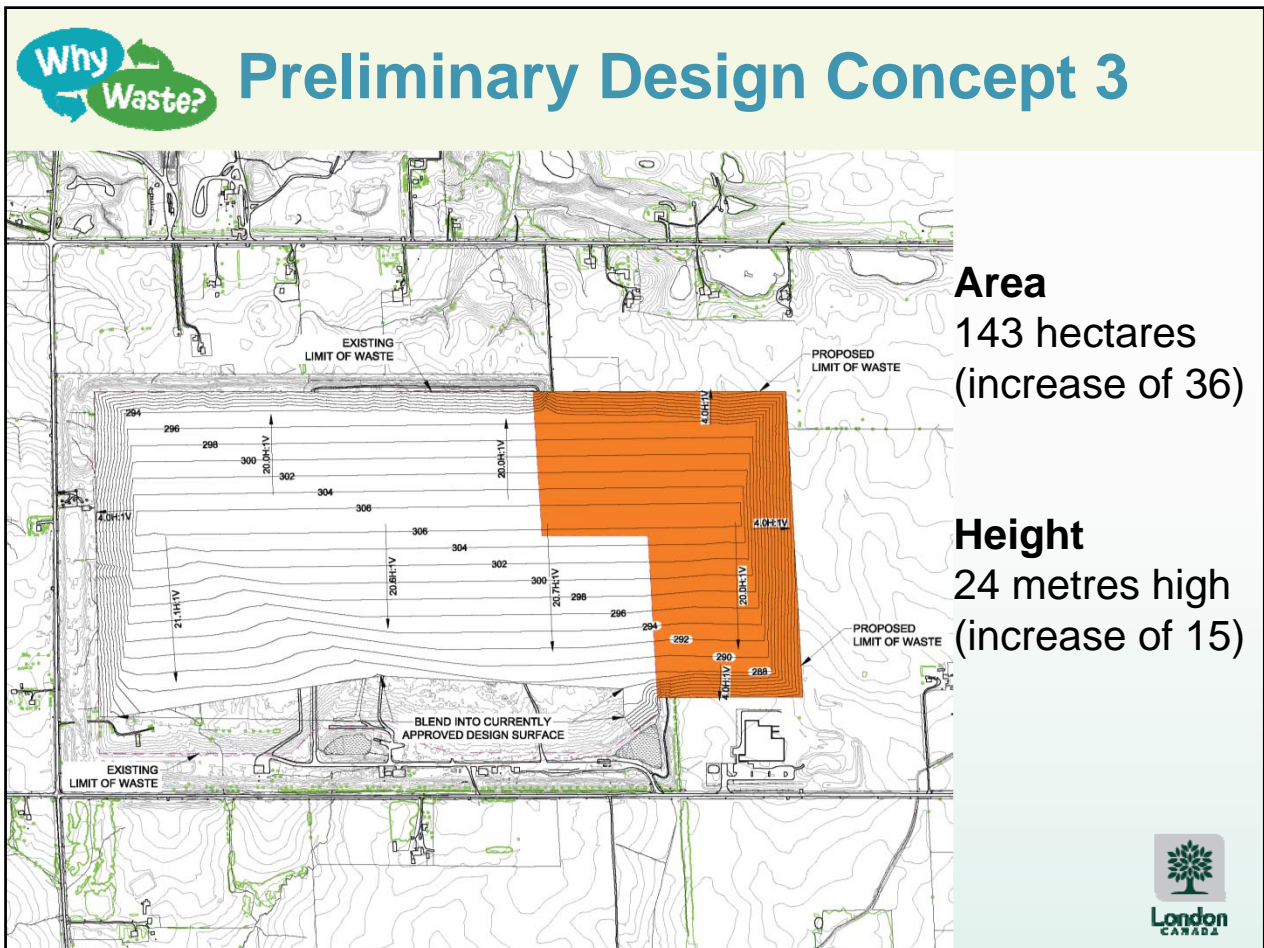 Why
Waste?
Preliminary Design Concept 3
EXISTING
LIMIT OF WASTE
PROPOSED
LIMIT OF WASTE
294
296
298
300
302
304
306
306
304
302
300
298
296
294
292
290
288
20.0H:1V
20.0H:1V
4.0H:1V
4.0H:1V
4.0H:1V
21.1H:1V
20.6H:1V
20.7H:1V
20.0H:1V
4.0H:1V
PROPOSED
LIMIT OF WASTE
BLEND INTO CURRENTLY
APPROVED DESIGN SURFACE
EXISTING
LIMIT OF WASTE
Area
143 hectares
(increase of 36)
Height
24 metres high
(increase of 15)
London
CANADA